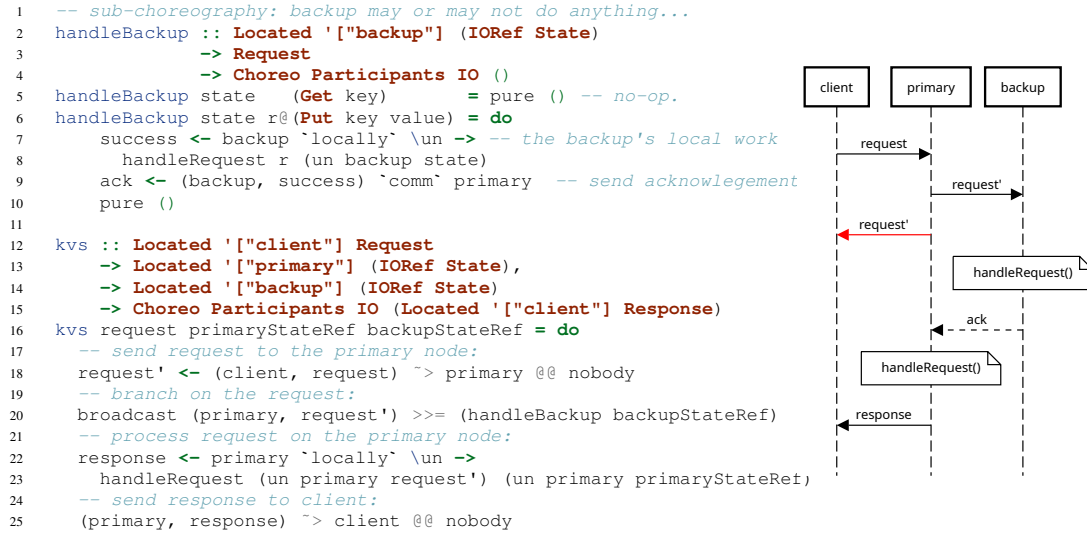 1 -- sub-choreography: backup may or may not do anything...
2 handleBackup :: Located '["backup"] (IORef State)
3 -> Request
4 -> Choreo Participants IO ()
5 handleBackup state (Get key) = pure () -- no-op.
6 handleBackup state r@(Put key value) = do
7 success <- backup `locally` \un -> -- the backup's local work
8 handleRequest r (un backup state)
9 ack <- (backup, success) `comm` primary -- send acknowlegement
10 pure ()
11
12 kvs :: Located '["client"] Request
13 -> Located '["primary"] (IORef State),
14 -> Located '["backup"] (IORef State)
15 -> Choreo Participants IO (Located '["client"] Response)
16 kvs request primaryStateRef backupStateRef = do
17 -- send request to the primary node:
18 request' <- (client, request) ~> primary @@ nobody
19 -- branch on the request:
20 broadcast (primary, request') >>= (handleBackup backupStateRef)
21 -- process request on the primary node:
22 response <- primary `locally` \un ->
23 handleRequest (un primary request') (un primary primaryStateRef)
24 -- send response to client:
25 (primary, response) ~> client @@ nobody
client primary backup
request
request'
request'
handleRequest()
ack
handleRequest()
response